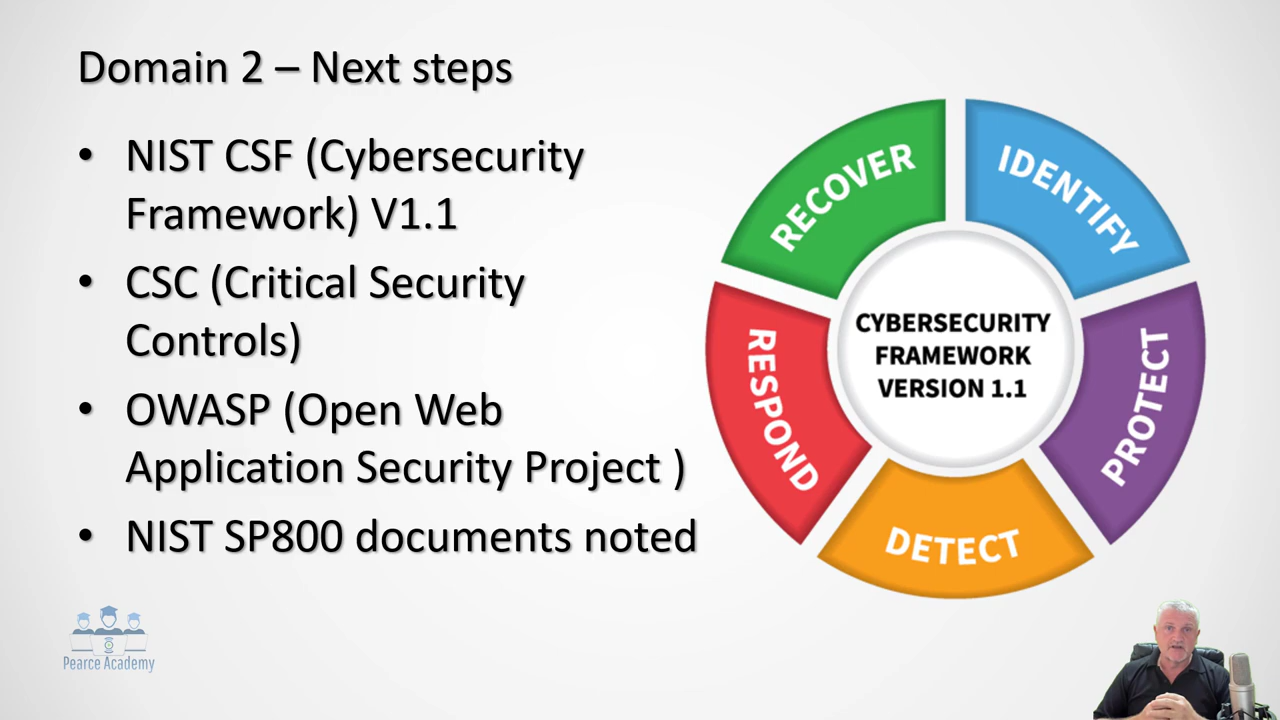 Domain 2 – Next steps
• NIST CSF (Cybersecurity
Framework) V1.1
• CSC (Critical Security
Controls)
• OWASP (Open Web
Application Security Project )
• NIST SP800 documents noted
RECOVER
IDENTIFY
RESPOND
PROTECT
DETECT
CYBERSECURITY
FRAMEWORK
VERSION 1.1
Pearce Academy